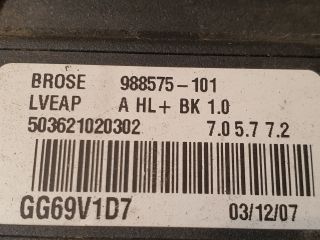 BROSE 988575-101
LVEAP A HL+ BK 1.0
503621020302 7.0 5.7 7.2
GG69V1D7 03/12/07